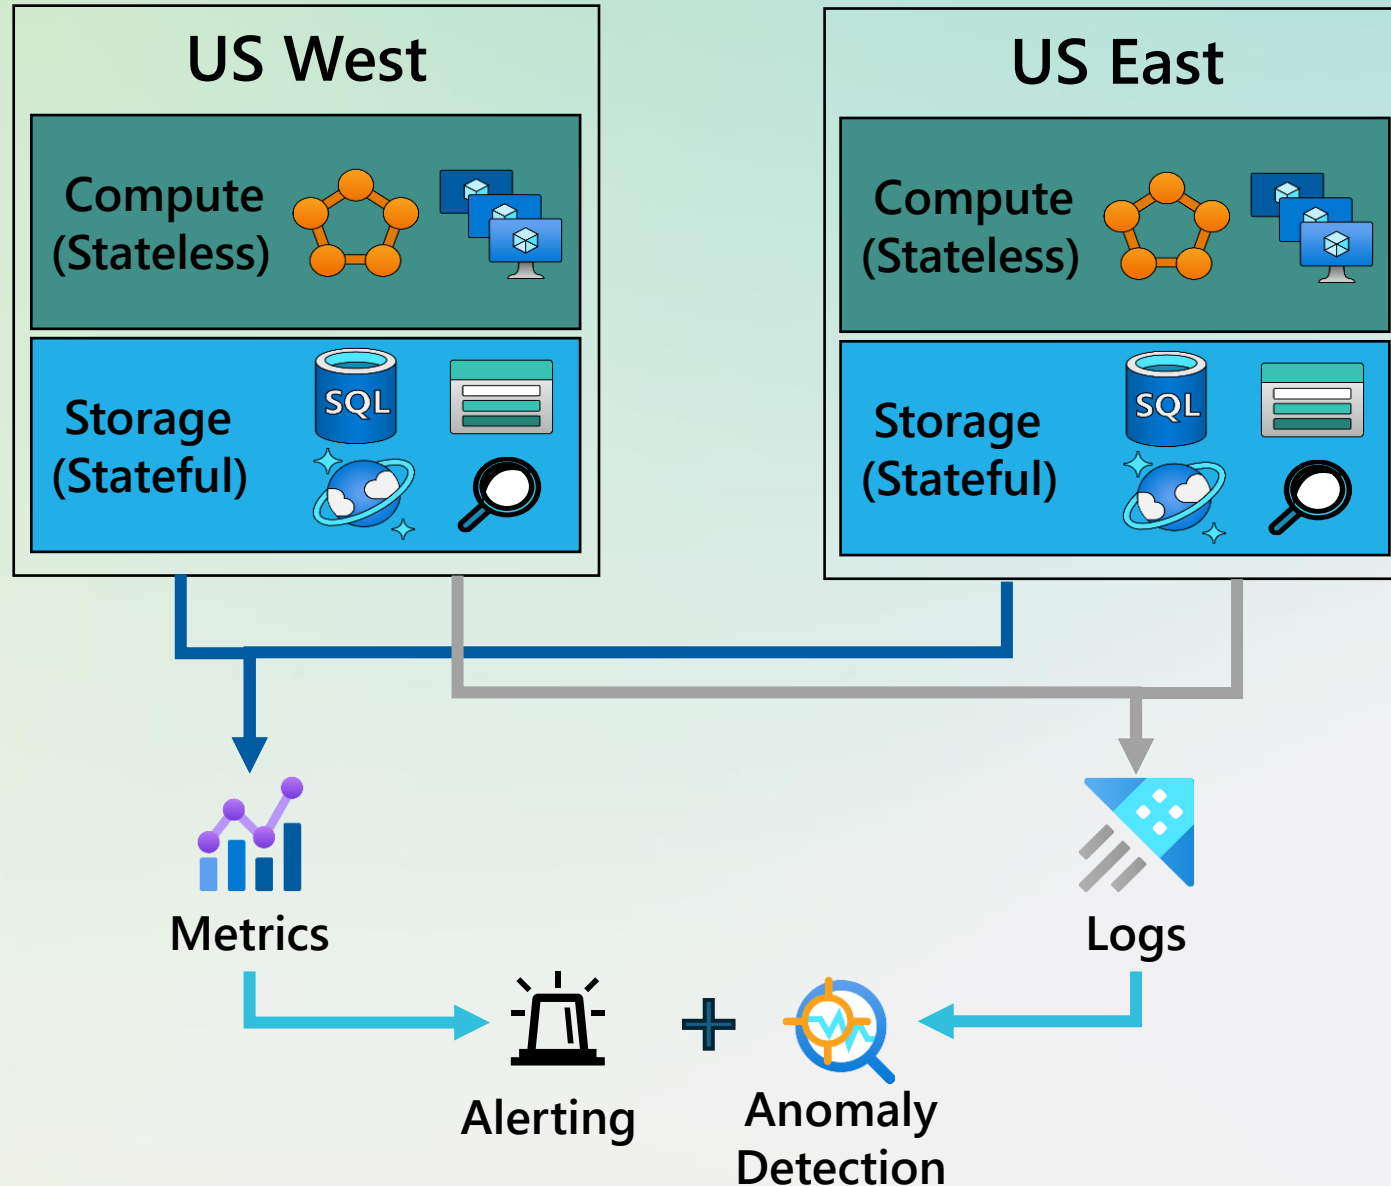 US West
Compute
(Stateless)
Storage
(Stateful)
SQL
US East
Compute
(Stateless)
Storage
(Stateful)
SQL
Metrics
Logs
Alerting
Anomaly
Detection